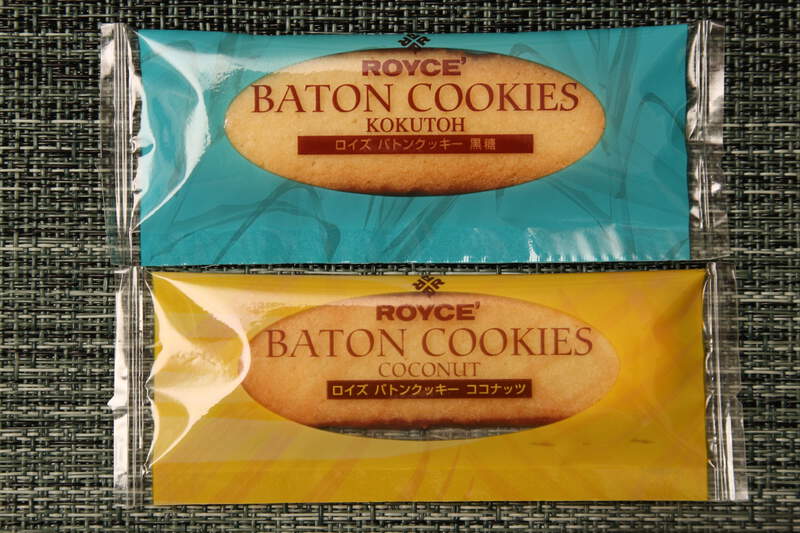 ROYCE'
BATON COOKIES
KOKUTOH
ロイズ バトンクッキー 黒糖
ROYCE'
BATON COOKIES
COCONUT
ロイズ バトンクッキー ココナッツ